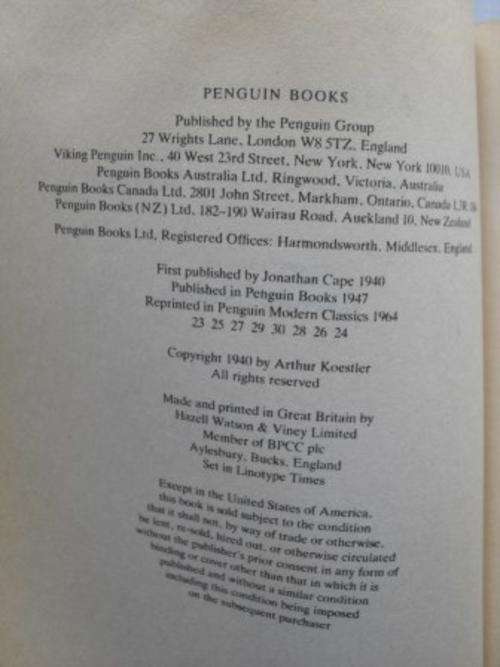 PENGUIN BOOKS
Published by the Penguin Group
27 Wrights Lane, London W8 5TZ, England
Viking Penguin Inc., 40 West 23rd Street, New York, New York 10010, USA
Penguin Books Australia Ltd, Ringwood, Victoria, Australia
Penguin Books Canada Ltd, 2801 John Street, Markham, Ontario, Canada L3R
Penguin Books (NZ) Ltd, 182–190 Wairau Road, Auckland 10, New Zealand
Penguin Books Ltd, Registered Offices: Harmondsworth, Middlesex, England
First published by Jonathan Cape 1940
Published in Penguin Books 1947
Reprinted in Penguin Modern Classics 1964
23 25 27 29 30 28 26 24
Copyright 1940 by Arthur Koestler
All rights reserved
Made and printed in Great Britain by
Hazell Watson & Viney Limited
Member of BPCC plc
Aylesbury, Bucks, England
Set in Linotype Times
Except in the United States of America,
this book is sold subject to the condition
that it shall not, by way of trade or otherwise,
be lent, re-sold, hired out, or otherwise circulated
without the publisher's prior consent in any form of
binding or cover other than that in which it is
published and without a similar condition
including this condition being imposed
on the subsequent purchaser